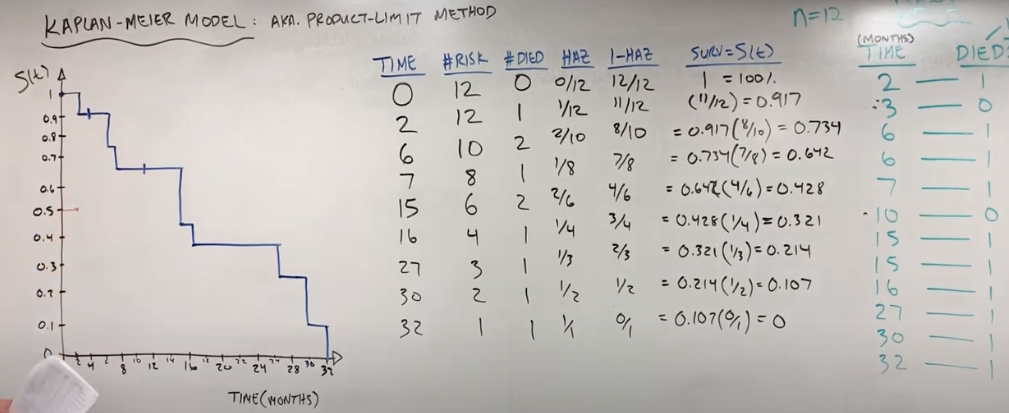 KAPLAN-MEIER MODEL: AKA. PRODUCT-LIMIT METHOD
n=12
S(t)
1
0.9
0.8
0.7
0.6
0.5
0.4
0.3
0.2
0.1
0
2 4 6 8 10 12 14 16 18 20 22 24 26 28 30 32
TIME (MONTHS)
TIME #RISK #DIED HAZ 1-HAZ SURV=S(t)
0 12 0 0/12 12/12 1 = 100%
2 12 1 1/12 11/12 (11/12) = 0.917
6 10 2 2/10 8/10 = 0.917(8/10) = 0.734
7 8 1 1/8 7/8 = 0.734(7/8) = 0.642
15 6 2 2/6 4/6 = 0.642(4/6) = 0.428
16 4 1 1/4 3/4 = 0.428(1/4) = 0.321
27 3 1 1/3 2/3 = 0.321(1/3) = 0.214
30 2 1 1/2 1/2 = 0.214(1/2) = 0.107
32 1 1 1/1 0/1 = 0.107(0/1) = 0
(MONTHS)
TIME DIED
2 — 1
3 — 0
6 — 1
6 — 1
7 — 1
10 — 0
15 — 1
15 — 1
16 — 1
27 — 1
30 — 1
32 — 1